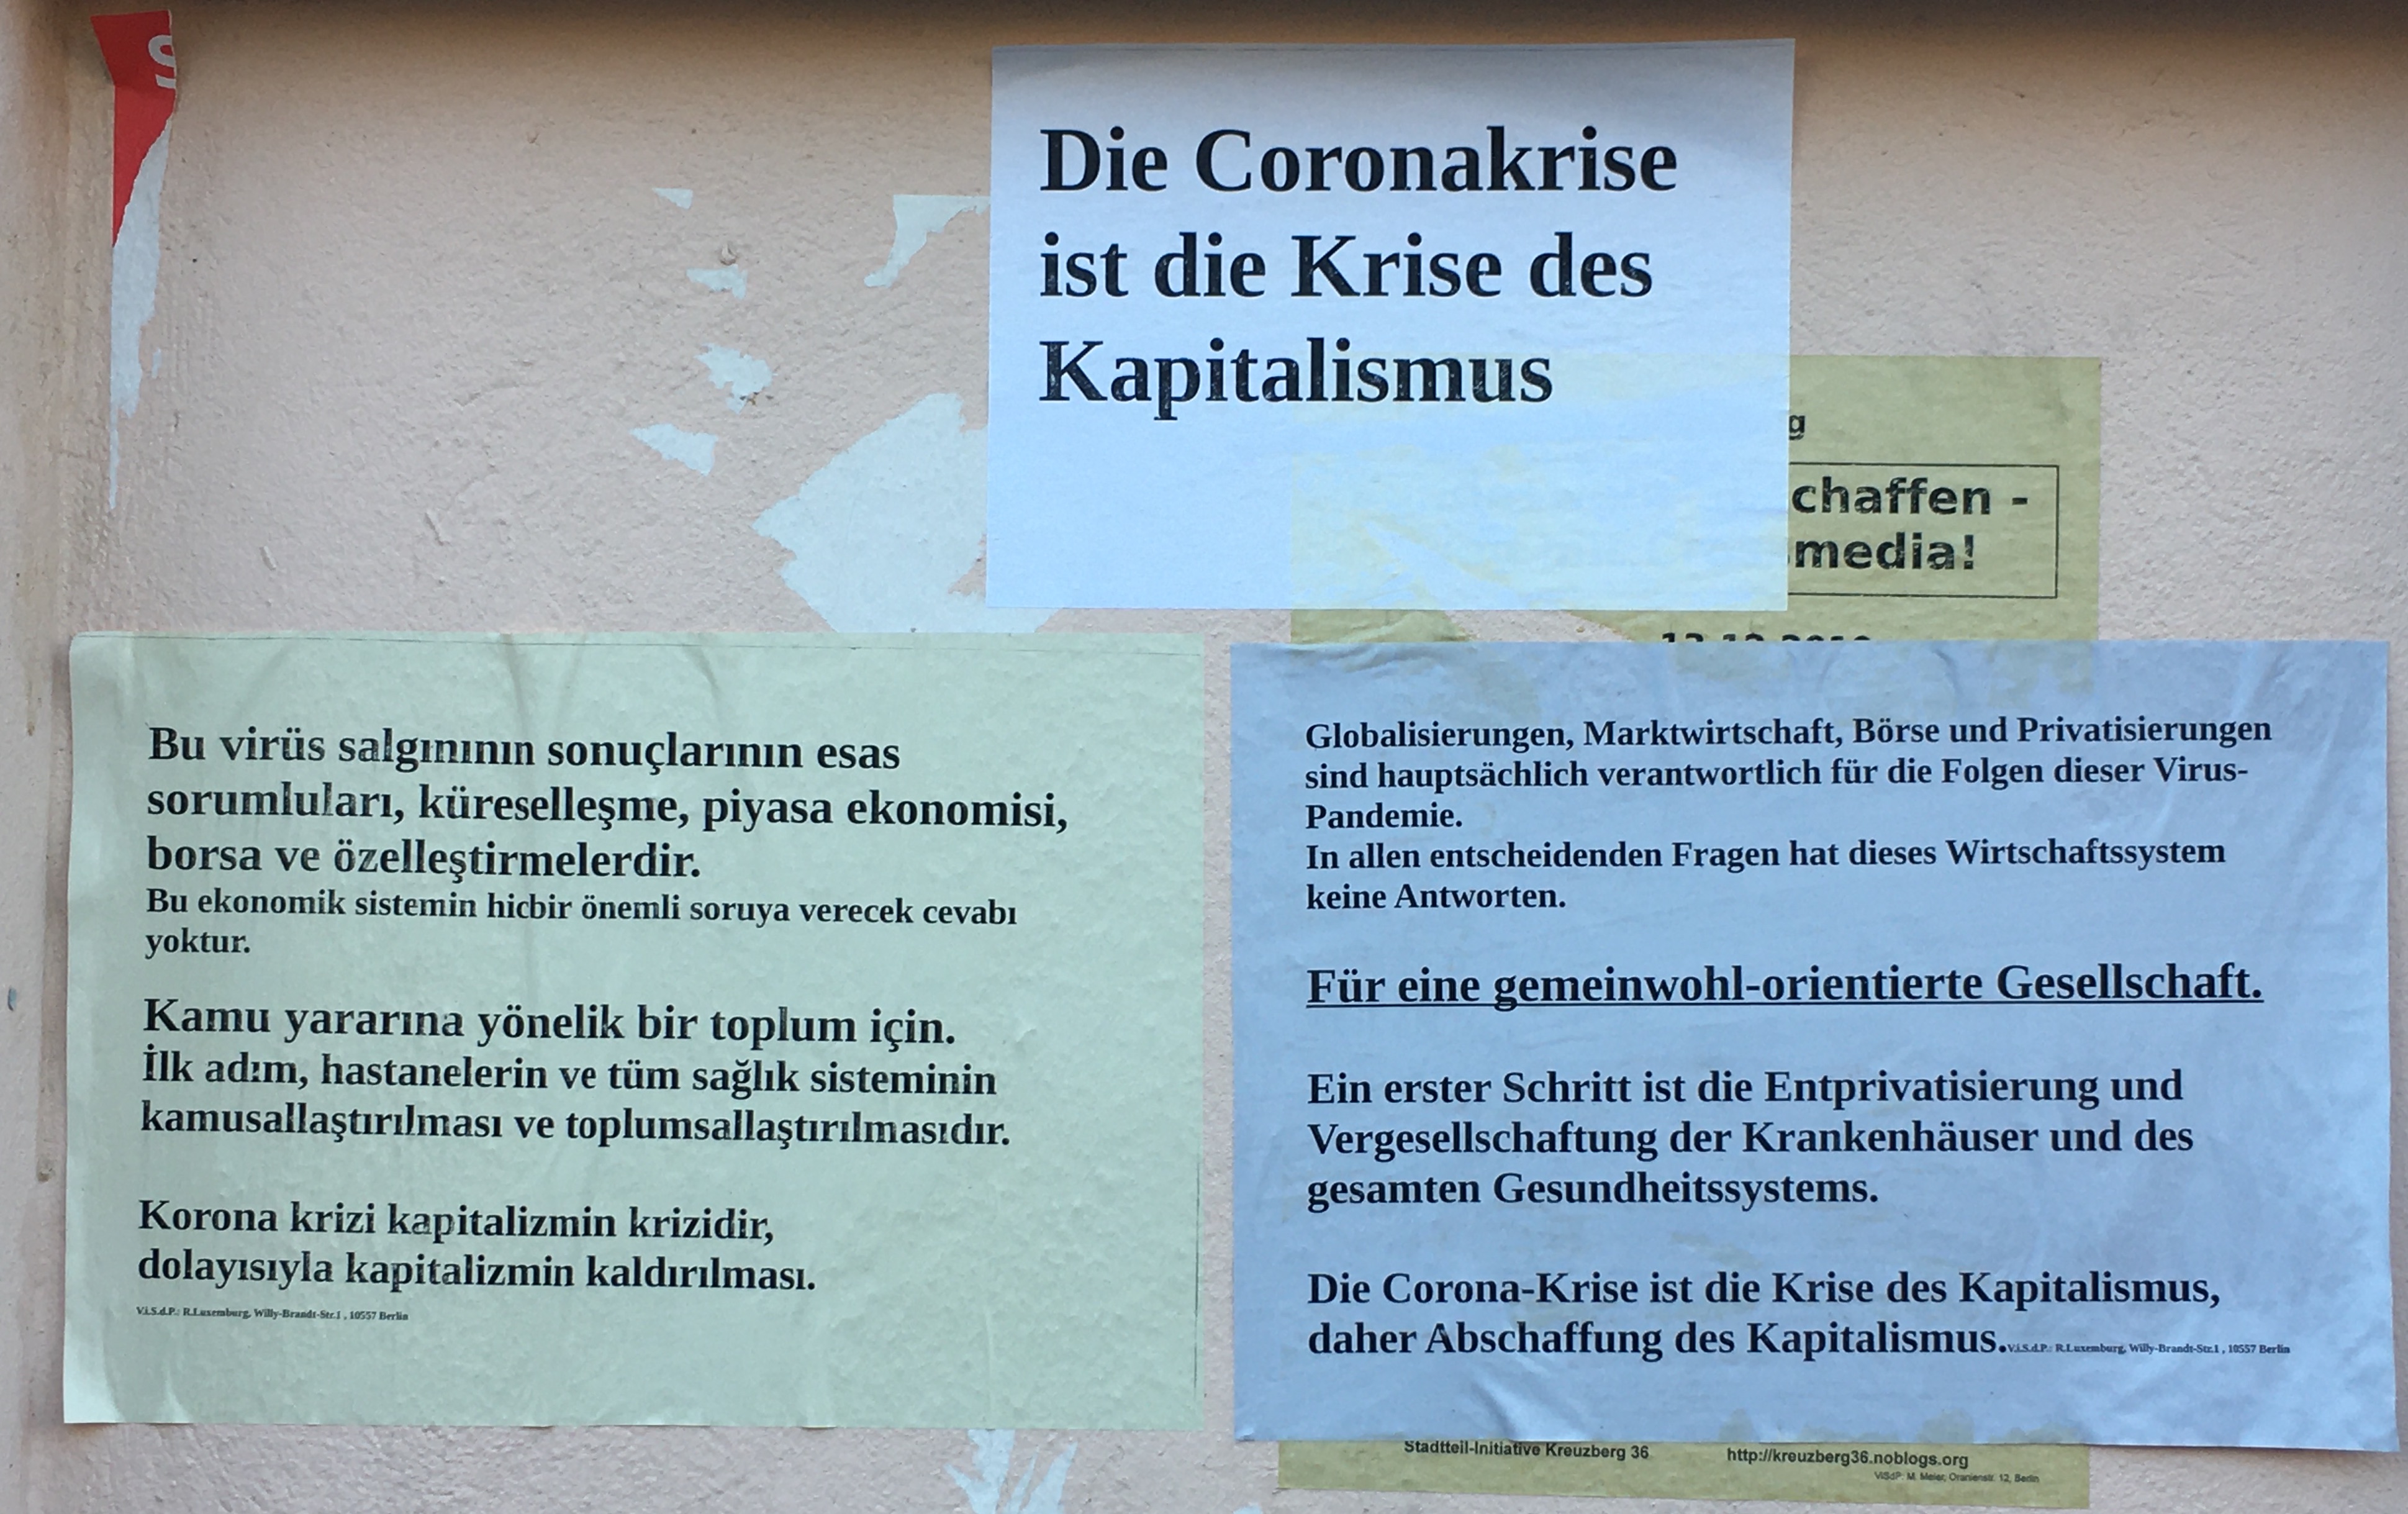 S
Die Coronakrise
ist die Krise des
Kapitalismus
g
chaffen -
media!
Bu virüs salgınının sonuçlarının esas
sorumluları, küreselleşme, piyasa ekonomisi,
borsa ve özelleştirmelerdir.
Bu ekonomik sistemin hicbir önemli soruya verecek cevabı
yoktur.
Kamu yararına yönelik bir toplum için.
İlk adım, hastanelerin ve tüm sağlık sisteminin
kamusallaştırılması ve toplumsallaştırılmasıdır.
Korona krizi kapitalizmin krizidir,
dolayısıyla kapitalizmin kaldırılması.
V.i.S.d.P.: R.Luxemburg, Willy-Brandt-Str.1 , 10557 Berlin
Globalisierungen, Marktwirtschaft, Börse und Privatisierungen
sind hauptsächlich verantwortlich für die Folgen dieser Virus-
Pandemie.
In allen entscheidenden Fragen hat dieses Wirtschaftssystem
keine Antworten.
Für eine gemeinwohl-orientierte Gesellschaft.
Ein erster Schritt ist die Entprivatisierung und
Vergesellschaftung der Krankenhäuser und des
gesamten Gesundheitssystems.
Die Corona-Krise ist die Krise des Kapitalismus,
daher Abschaffung des Kapitalismus. V.i.S.d.P.: R.Luxemburg, Willy-Brandt-Str.1 , 10557 Berlin
Stadtteil-Initiative Kreuzberg 36 http://kreuzberg36.noblogs.org
ViSdP: M. Meier, Oranienstr. 12, Berlin